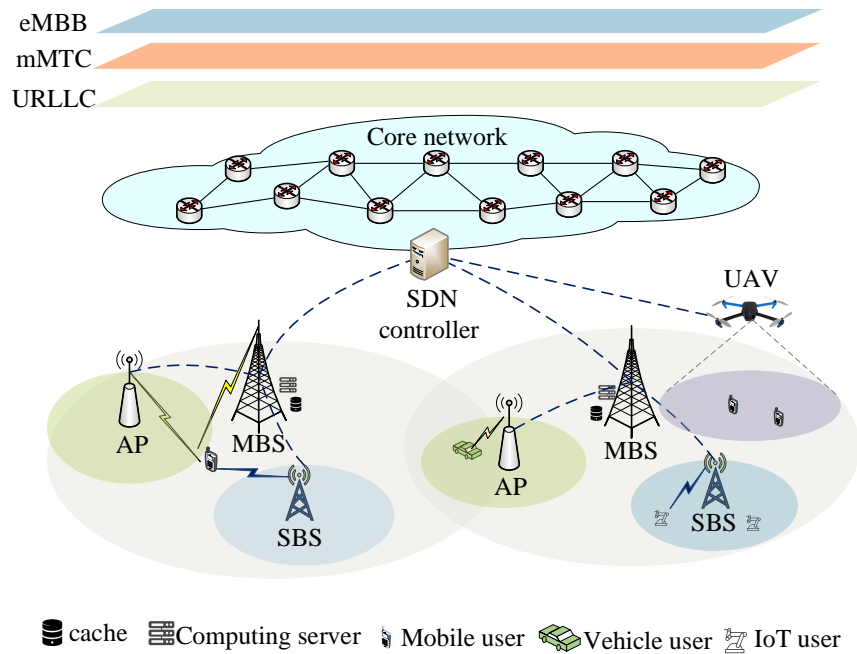 eMBB
mMTC
URLLC
Core network
SDN
controller
UAV
AP
MBS
SBS
AP
MBS
SBS
cache
Computing server
Mobile user
Vehicle user
IoT user